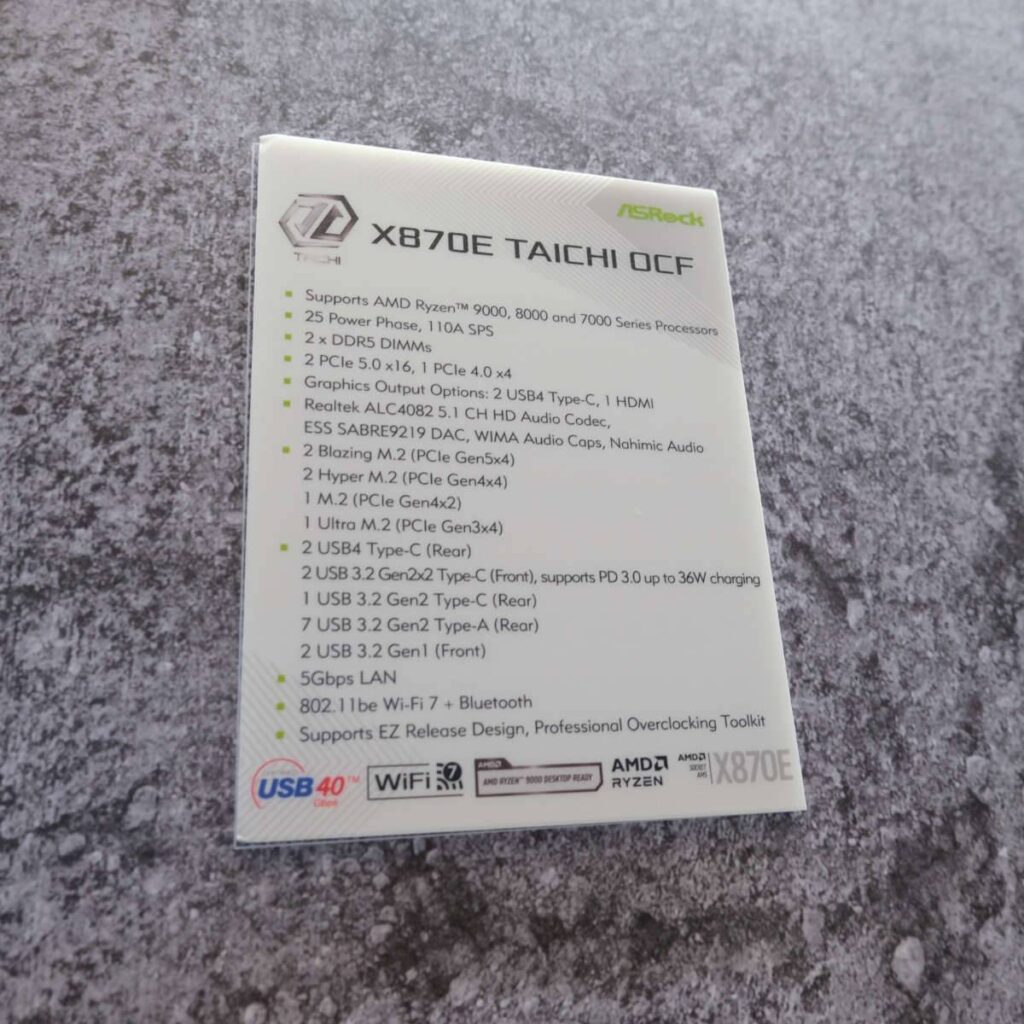 ASRock
TAICHI
X870E TAICHI OCF
Supports AMD Ryzen™ 9000, 8000 and 7000 Series Processors
25 Power Phase, 110A SPS
2 x DDR5 DIMMs
2 PCIe 5.0 x16, 1 PCIe 4.0 x4
Graphics Output Options: 2 USB4 Type-C, 1 HDMI
Realtek ALC4082 5.1 CH HD Audio Codec,
ESS SABRE9219 DAC, WIMA Audio Caps, Nahimic Audio
2 Blazing M.2 (PCIe Gen5x4)
2 Hyper M.2 (PCIe Gen4x4)
1 M.2 (PCIe Gen4x2)
1 Ultra M.2 (PCIe Gen3x4)
2 USB4 Type-C (Rear)
2 USB 3.2 Gen2x2 Type-C (Front), supports PD 3.0 up to 36W charging
1 USB 3.2 Gen2 Type-C (Rear)
7 USB 3.2 Gen2 Type-A (Rear)
2 USB 3.2 Gen1 (Front)
5Gbps LAN
802.11be Wi-Fi 7 + Bluetooth
Supports EZ Release Design, Professional Overclocking Toolkit
USB 40™
Gbps
WiFi 7
AMD
AMD RYZEN™ 9000 DESKTOP READY
AMD
RYZEN
AMD
SOCKET
AM5
X870E